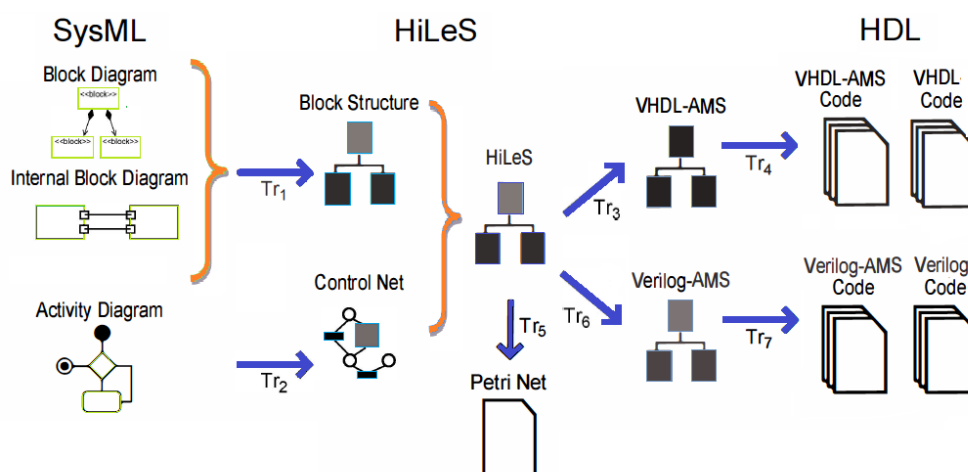 SysML
HiLeS
HDL
Block Diagram
<<block>>
<<block>>
<<block>>
Internal Block Diagram
Activity Diagram
Tr1
Tr2
Block Structure
Control Net
HiLeS
Tr3
Tr5
Tr6
Petri Net
VHDL-AMS
Verilog-AMS
Tr4
Tr7
VHDL-AMS
Code
VHDL-
Code
Verilog-AMS
Code
Verilog
Code